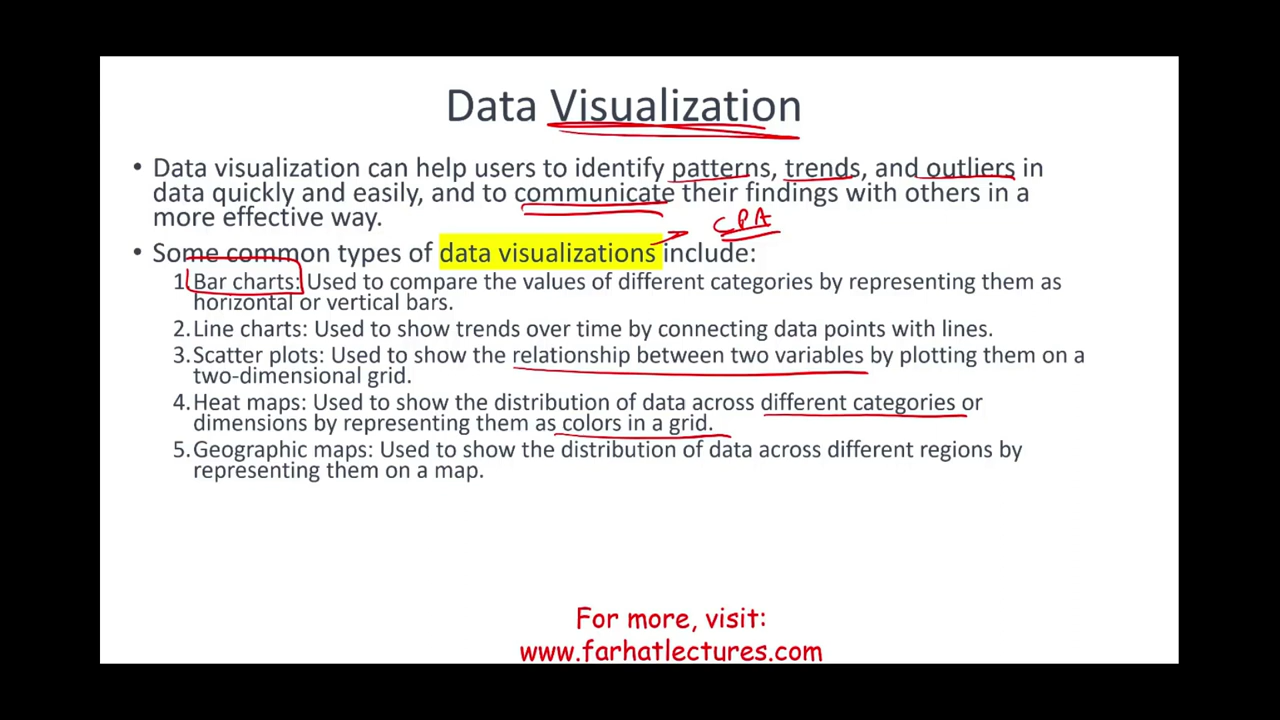 Data Visualization
• Data visualization can help users to identify patterns, trends, and outliers in
data quickly and easily, and to communicate their findings with others in a
more effective way.
CPA
• Some common types of data visualizations include:
1. Bar charts: Used to compare the values of different categories by representing them as
horizontal or vertical bars.
2. Line charts: Used to show trends over time by connecting data points with lines.
3. Scatter plots: Used to show the relationship between two variables by plotting them on a
two-dimensional grid.
4. Heat maps: Used to show the distribution of data across different categories or
dimensions by representing them as colors in a grid.
5. Geographic maps: Used to show the distribution of data across different regions by
representing them on a map.
For more, visit:
www.farhatlectures.com